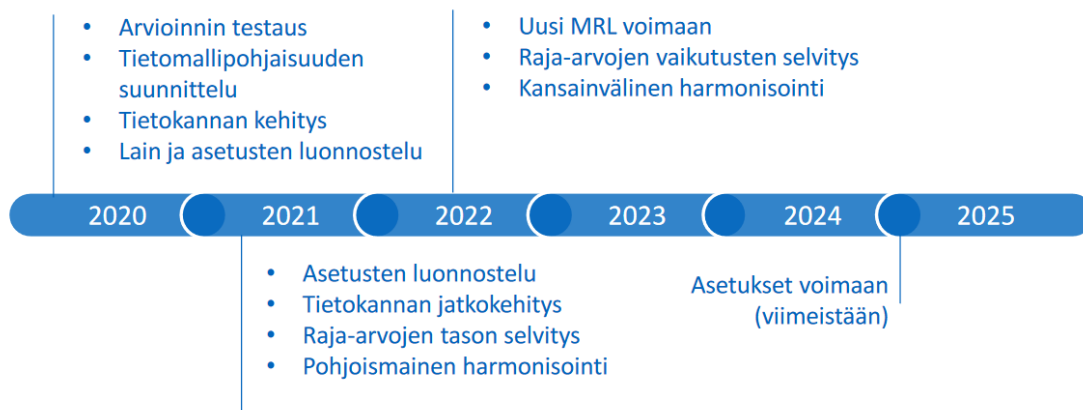 • Arvioinnin testaus
• Tietomallipohjaisuuden
suunnittelu
• Tietokannan kehitys
• Lain ja asetusten luonnostelu
• Uusi MRL voimaan
• Raja-arvojen vaikutusten selvitys
• Kansainvälinen harmonisointi
2020 2021 2022 2023 2024 2025
• Asetusten luonnostelu
• Tietokannan jatkokehitys
• Raja-arvojen tason selvitys
• Pohjoismainen harmonisointi
Asetukset voimaan
(viimeistään)